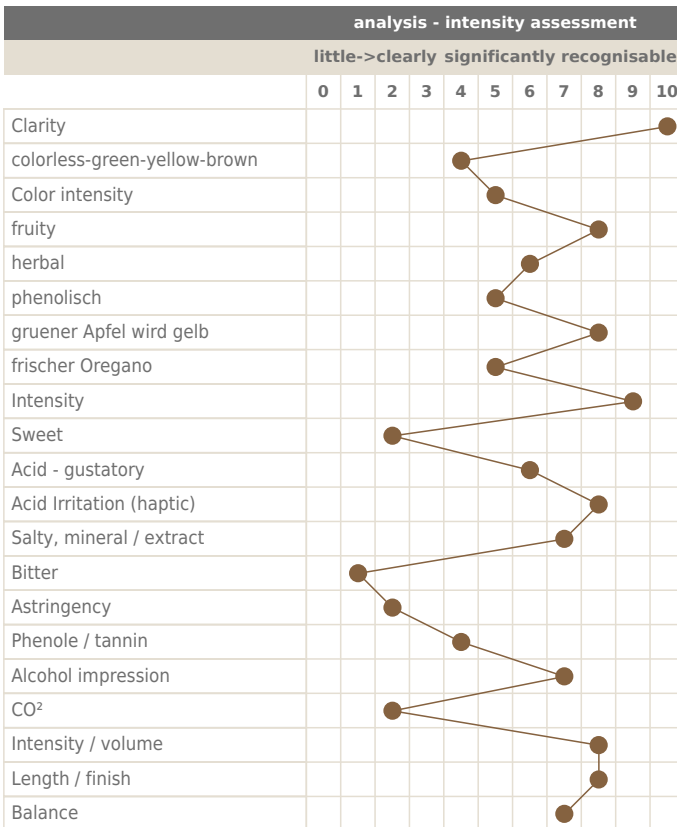 analysis - intensity assessment
little->clearly significantly recognisable
0 1 2 3 4 5 6 7 8 9 10
Clarity
colorless-green-yellow-brown
Color intensity
fruity
herbal
phenolisch
gruener Apfel wird gelb
frischer Oregano
Intensity
Sweet
Acid - gustatory
Acid Irritation (haptic)
Salty, mineral / extract
Bitter
Astringency
Phenole / tannin
Alcohol impression
CO²
Intensity / volume
Length / finish
Balance